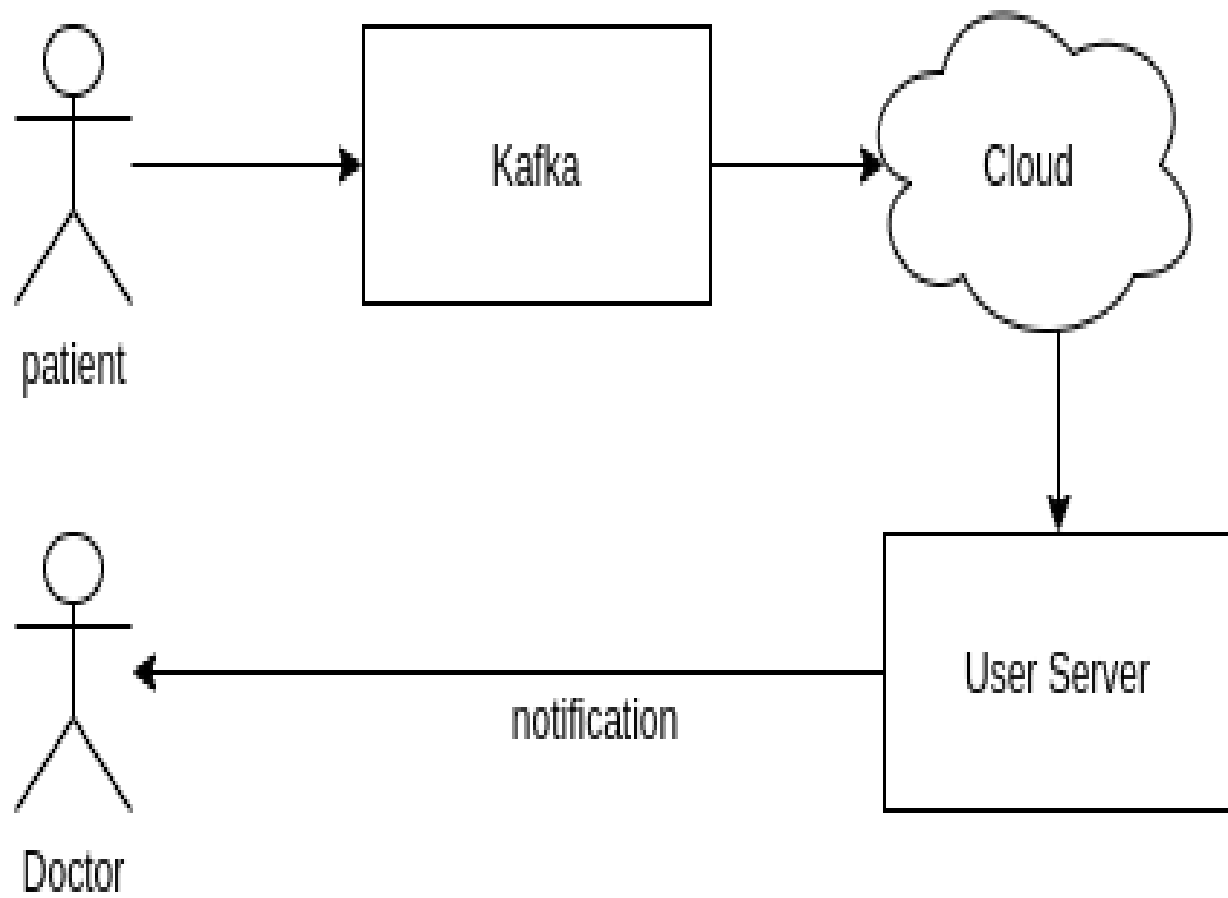 Kafka
Cloud
patient
User Server
notification
Doctor